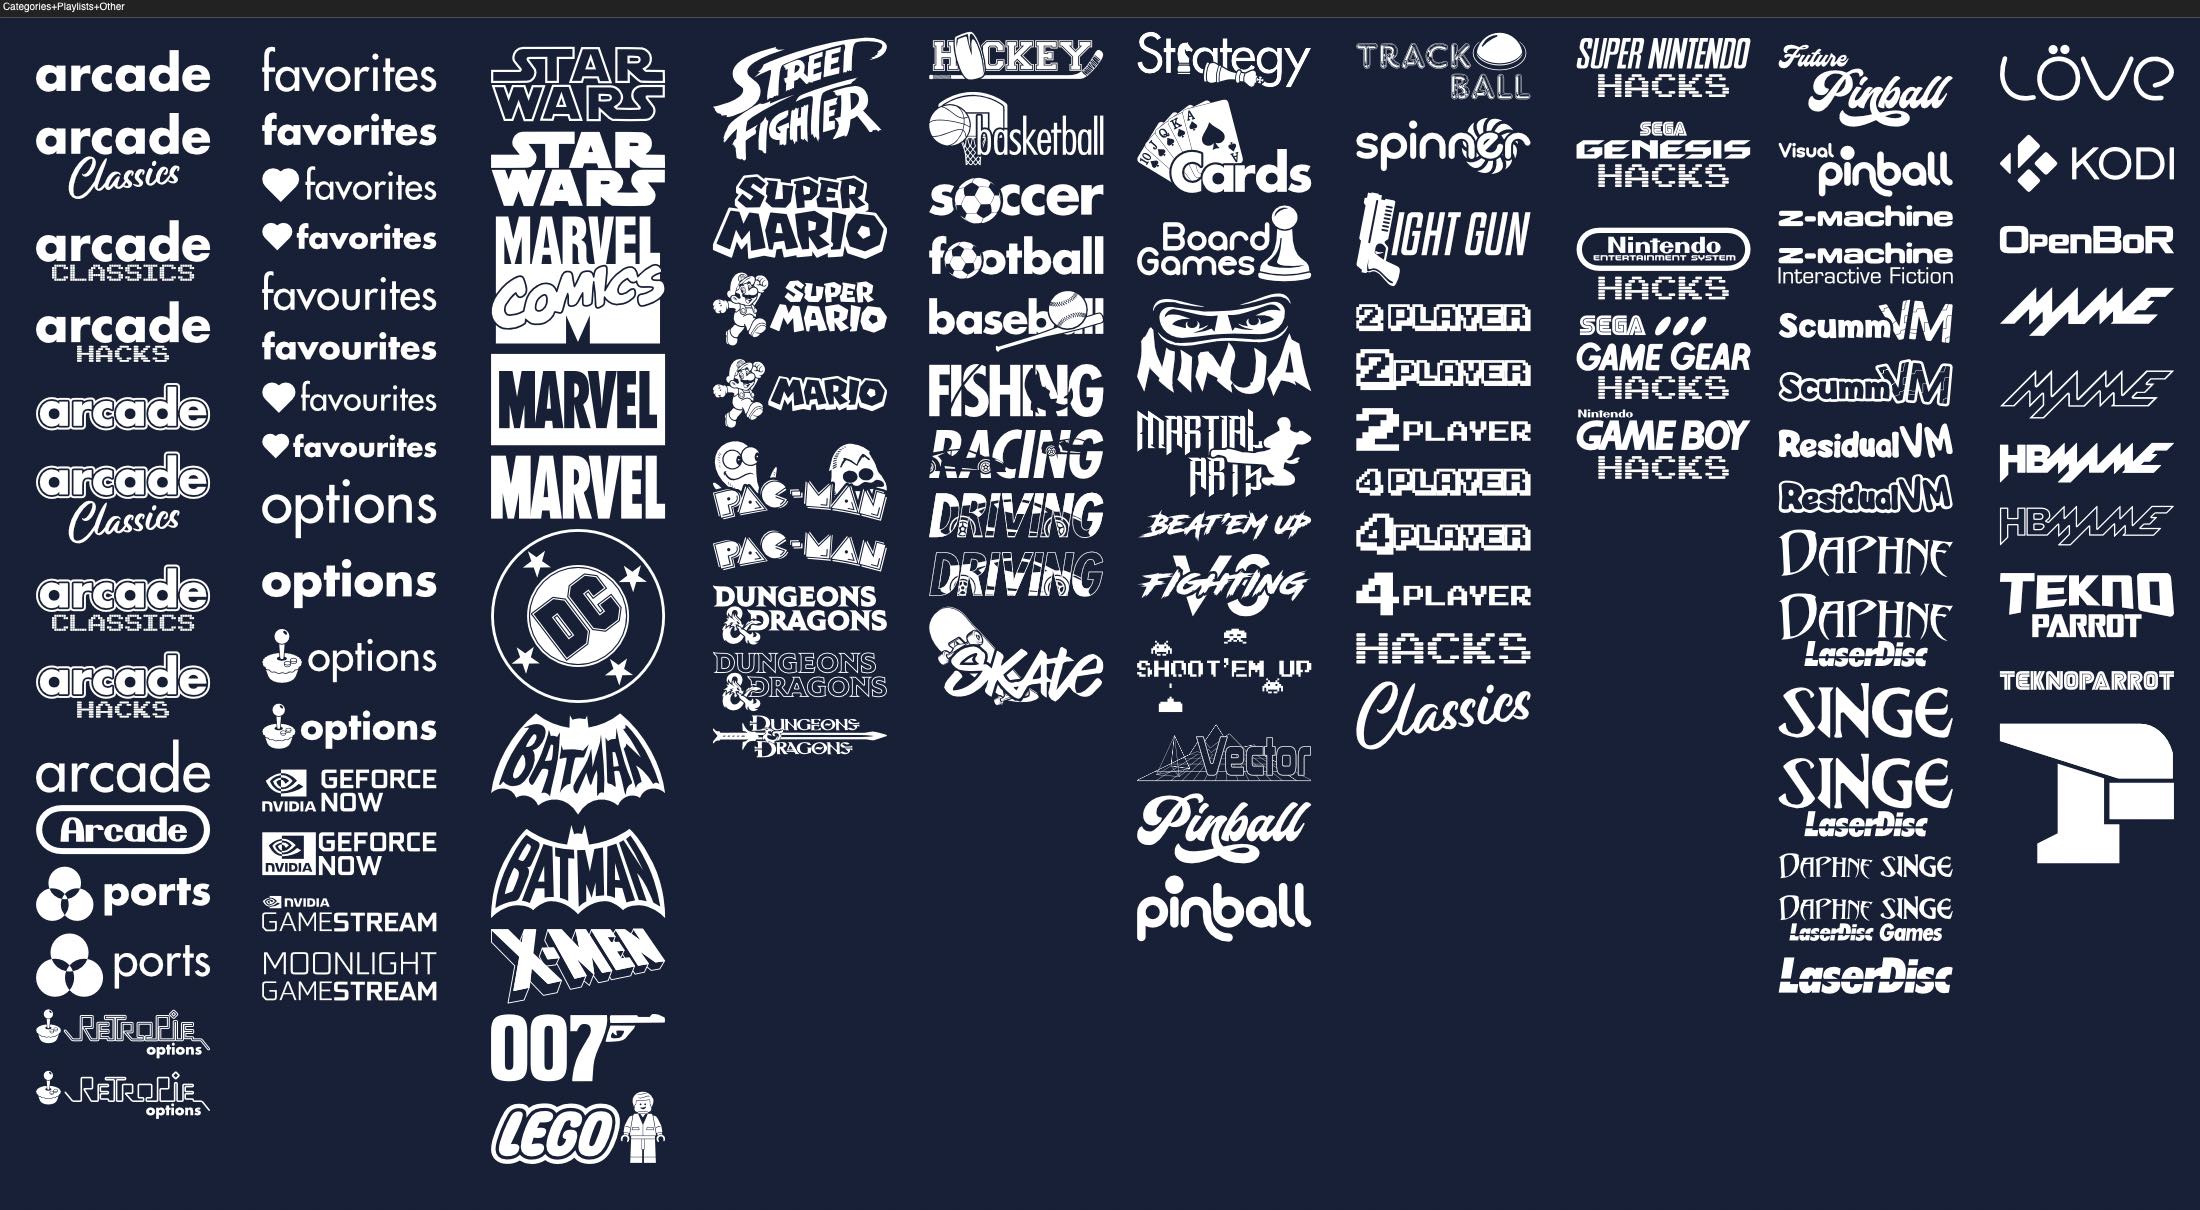 Categories+Playlists+Other
arcade
arcade
Classics
arcade
CLASSICS
arcade
HACKS
arcade
arcade
Classics
arcade
CLASSICS
arcade
HACKS
arcade
Arcade
ports
ports
RETROPIE
options
RETROPIE
options
favorites
favorites
favorites
favorites
favourites
favourites
favourites
favourites
options
options
options
options
GEFORCE
NVIDIA NOW
GEFORCE
NVIDIA NOW
NVIDIA
GAMESTREAM
MOONLIGHT
GAMESTREAM
STAR
WARS
STAR
WARS
MARVEL
COMICS
M
MARVEL
MARVEL
DC
BATMAN
BATMAN
X-MEN
007
LEGO
STREET
FIGHTER
SUPER
MARIO
SUPER
MARIO
MARIO
PAC-MAN
PAC-MAN
DUNGEONS
& DRAGONS
DUNGEONS
& DRAGONS
DUNGEONS
&
DRAGONS
HOCKEY
basketball
soccer
football
baseball
FISHING
RACING
DRIVING
DRIVING
SKATE
Strategy
10 J Q K A
Cards
Board
Games
NINJA
MARTIAL
ARTS
BEAT'EM UP
VS
FIGHTING
SHOOT'EM UP
Vector
Pinball
pinball
TRACK
BALL
spinner
LIGHT GUN
2 PLAYER
2 PLAYER
2 PLAYER
4 PLAYER
4 PLAYER
4 PLAYER
HACKS
Classics
SUPER NINTENDO
HACKS
SEGA
GENESIS
HACKS
Nintendo
ENTERTAINMENT SYSTEM
HACKS
SEGA
GAME GEAR
HACKS
Nintendo
GAME BOY
HACKS
Future
Pinball
Visual
pinball
Z-MACHINE
Z-MACHINE
Interactive Fiction
ScummVM
ScummVM
ResidualVM
ResidualVM
DAPHNE
DAPHNE
LaserDisc
SINGE
SINGE
LaserDisc
DAPHNE SINGE
DAPHNE SINGE
LaserDisc Games
LaserDisc
LÖVE
KODI
OPENBOR
MAME
MAME
HBMAME
HBMAME
TEKNO
PARROT
TEKNOPARROT